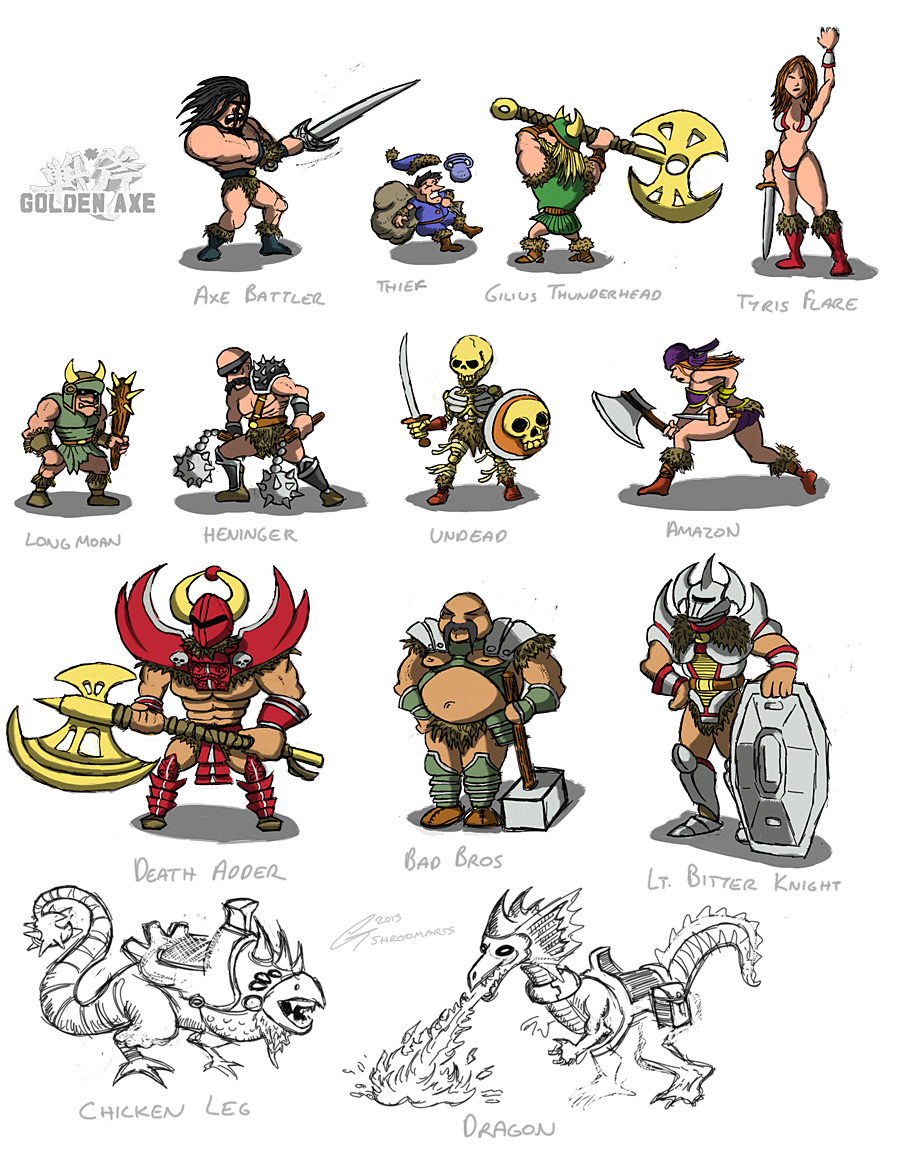 GOLDEN AXE
AXE BATTLER
THIEF
GILIUS THUNDERHEAD
TYRIS FLARE
LONG MOAN
HENINGER
UNDEAD
AMAZON
DEATH ADDER
BAD BROS
LT. BITTER KNIGHT
2013
SHROOMARTS
CHICKEN LEG
DRAGON